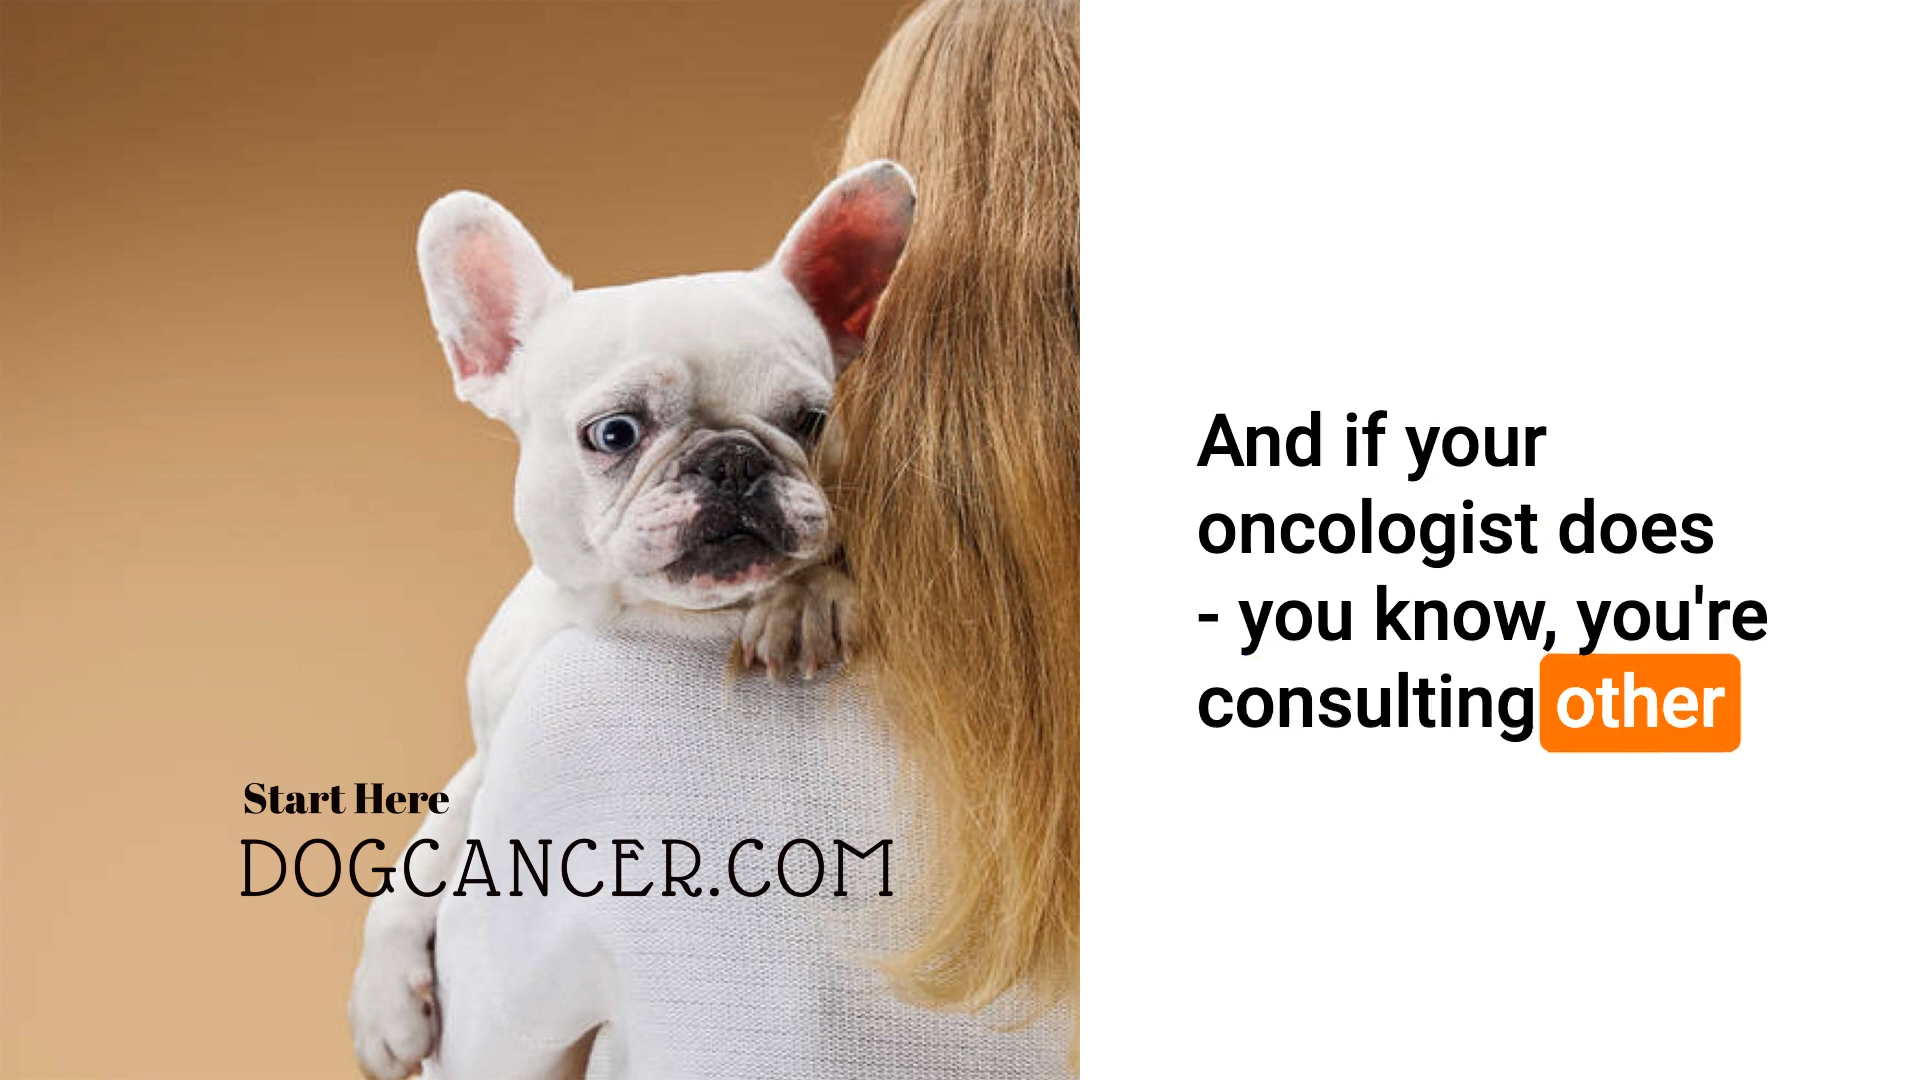 Start Here
DOGCANCER.COM
And if your
oncologist does
- you know, you're
consulting other